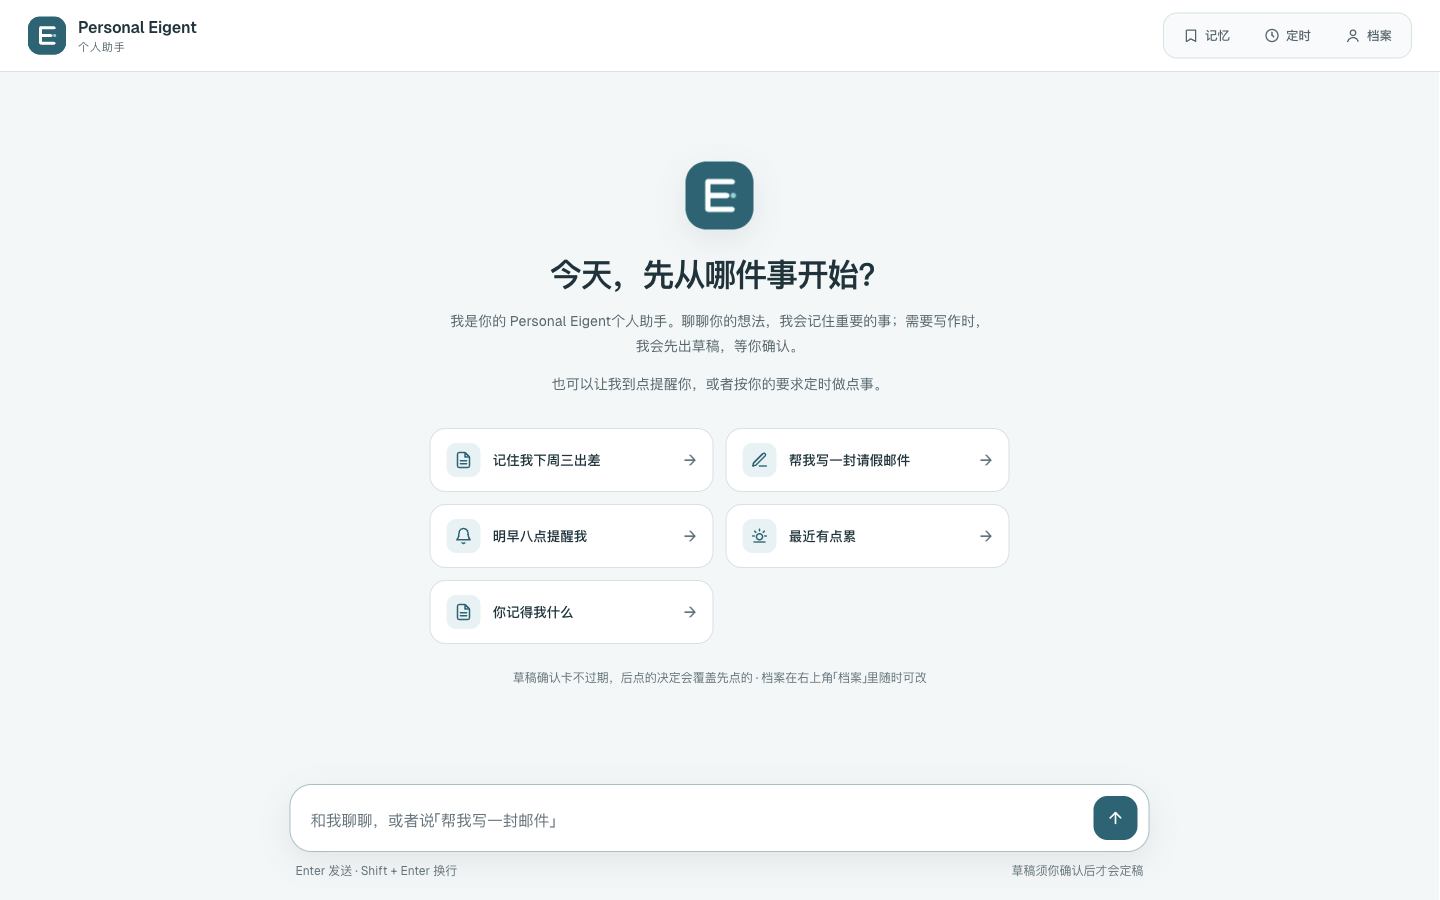 Personal Eigent
个人助手
记忆
定时
档案
今天，先从哪件事开始？
我是你的 Personal Eigent个人助手。聊聊你的想法，我会记住重要的事；需要写作时，
我会先出草稿，等你确认。
也可以让我到点提醒你，或者按你的要求定时做点事。
记住我下周三出差
帮我写一封请假邮件
明早八点提醒我
最近有点累
你记得我什么
草稿确认卡不过期，后点的决定会覆盖先点的 · 档案在右上角「档案」里随时可改
和我聊聊，或者说「帮我写一封邮件」
Enter 发送 · Shift + Enter 换行
草稿须你确认后才会定稿